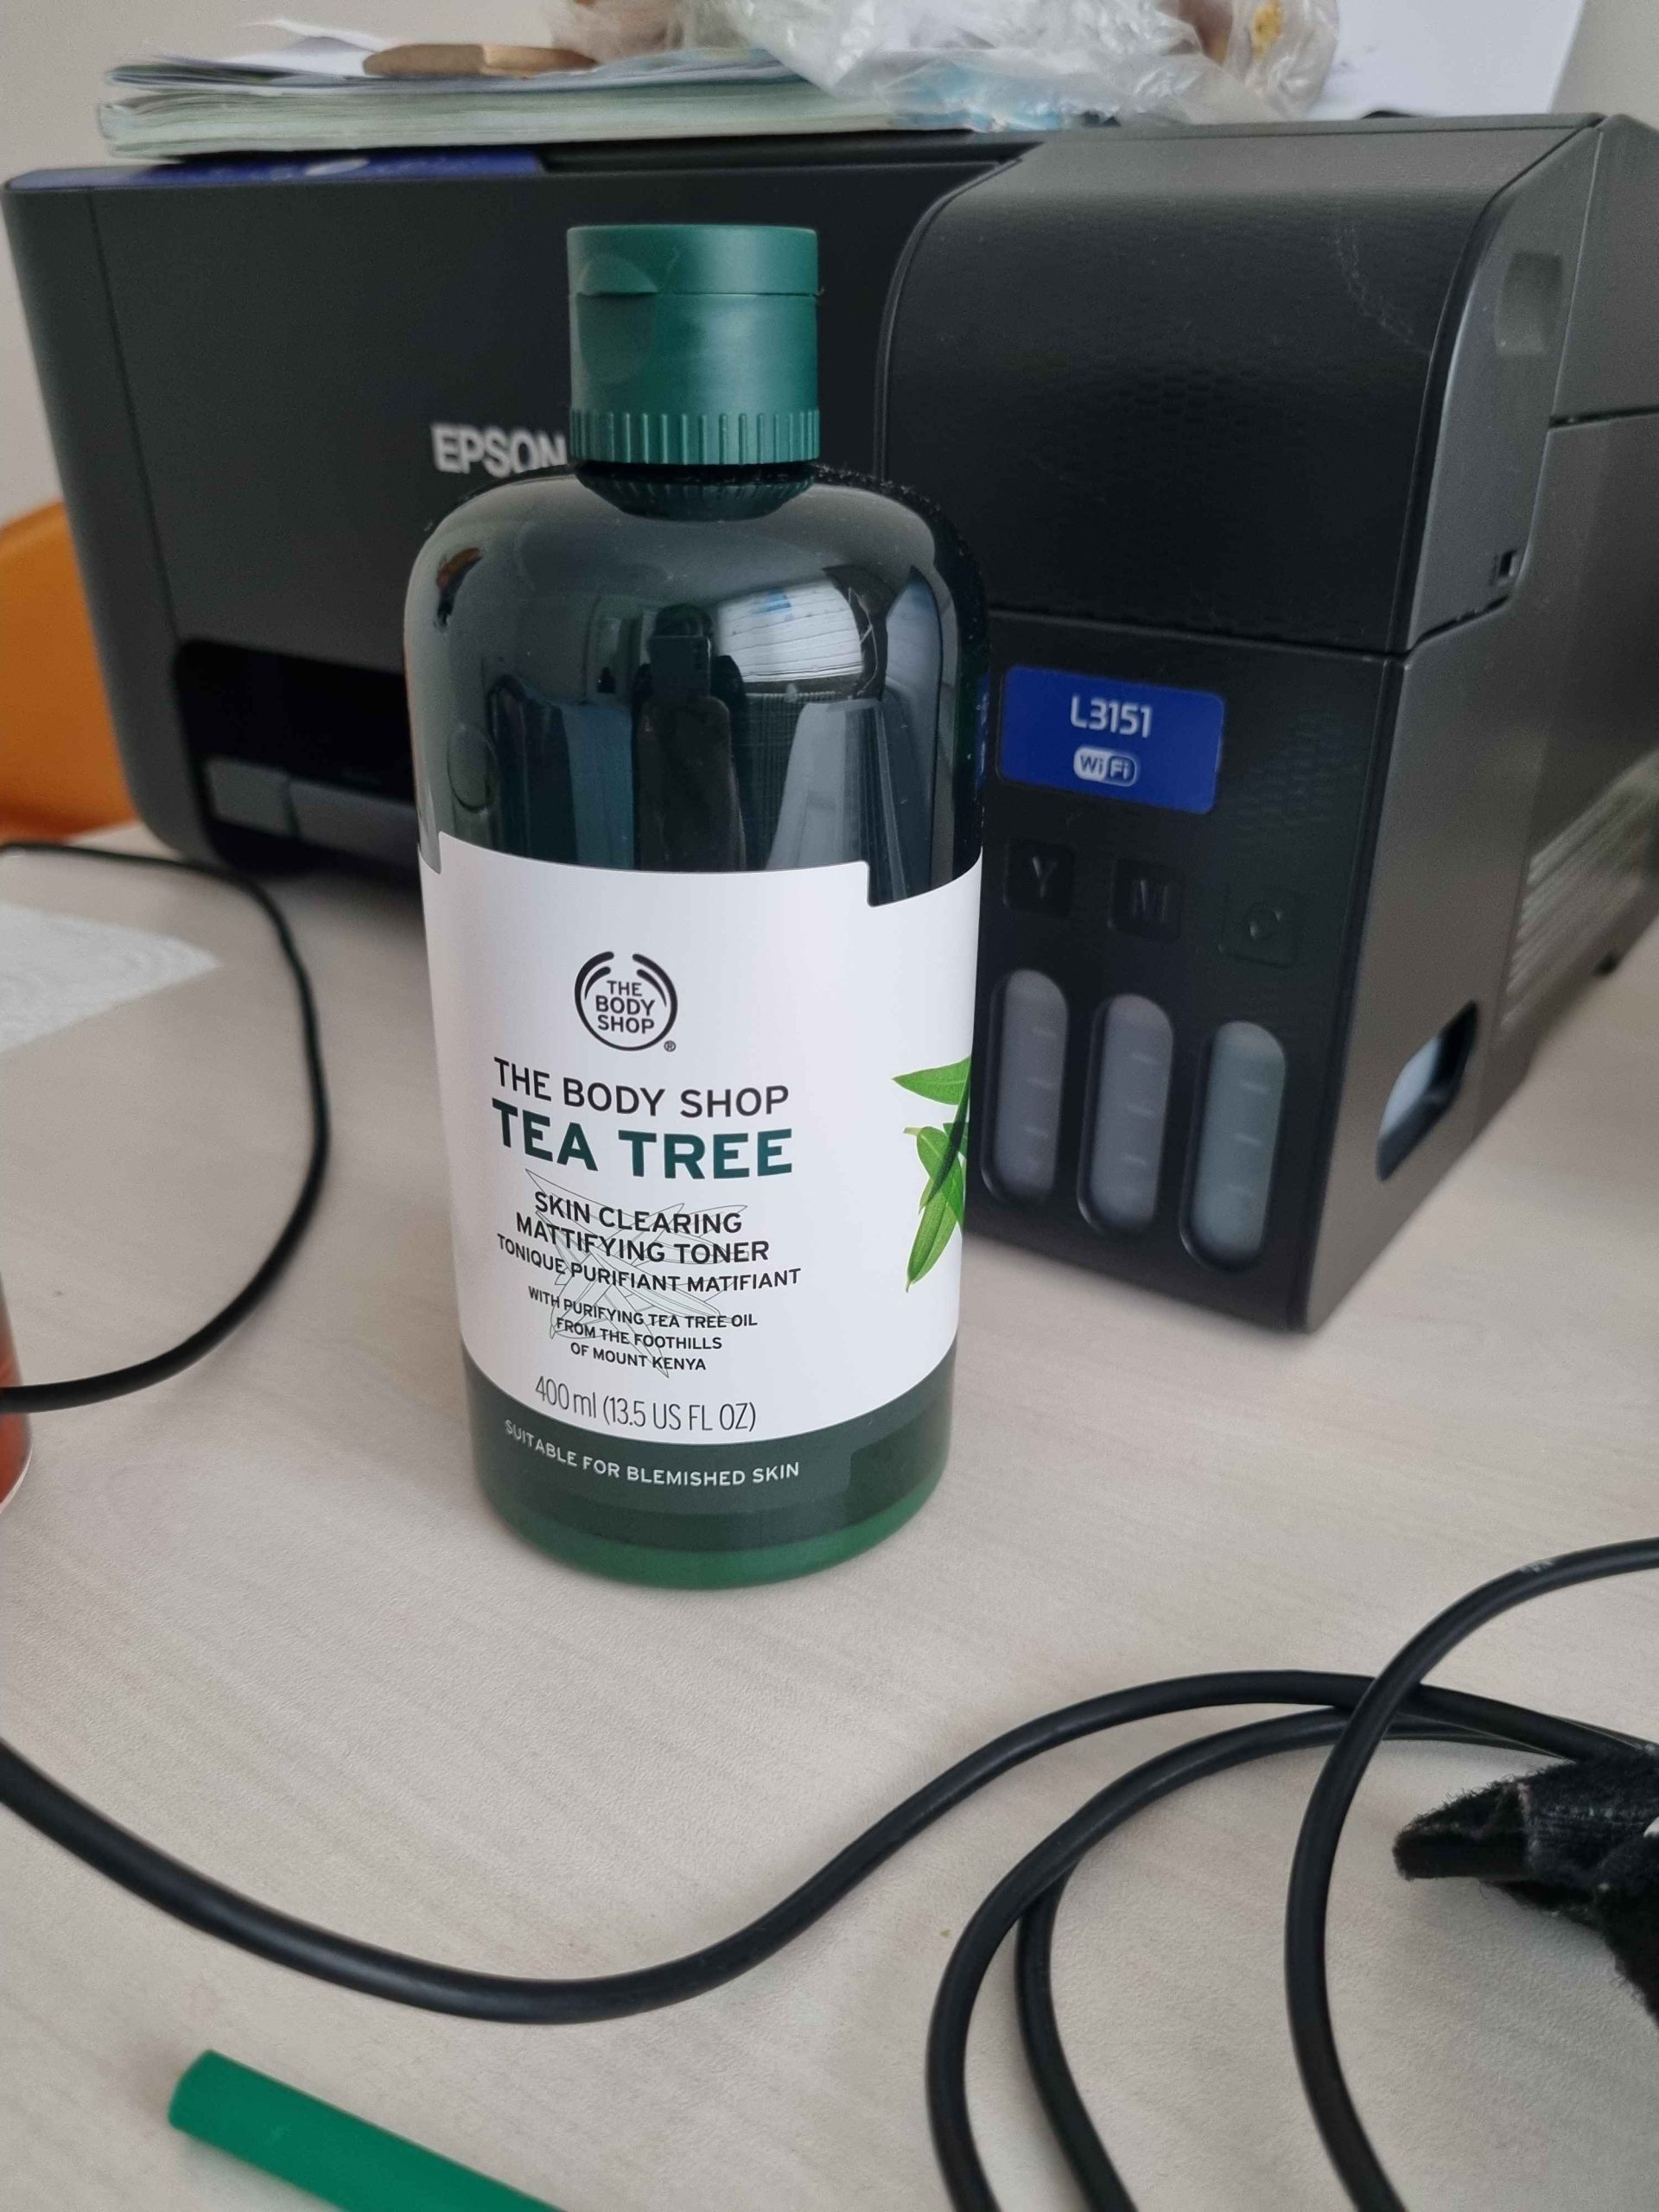 EPSON
L3151
WiFi
Y
M
C
THE
BODY
SHOP
®
THE BODY SHOP
TEA TREE
SKIN CLEARING
MATTIFYING TONER
TONIQUE PURIFIANT MATIFIANT
WITH PURIFYING TEA TREE OIL
FROM THE FOOTHILLS
OF MOUNT KENYA
400 ml (13.5 US FL OZ)
SUITABLE FOR BLEMISHED SKIN